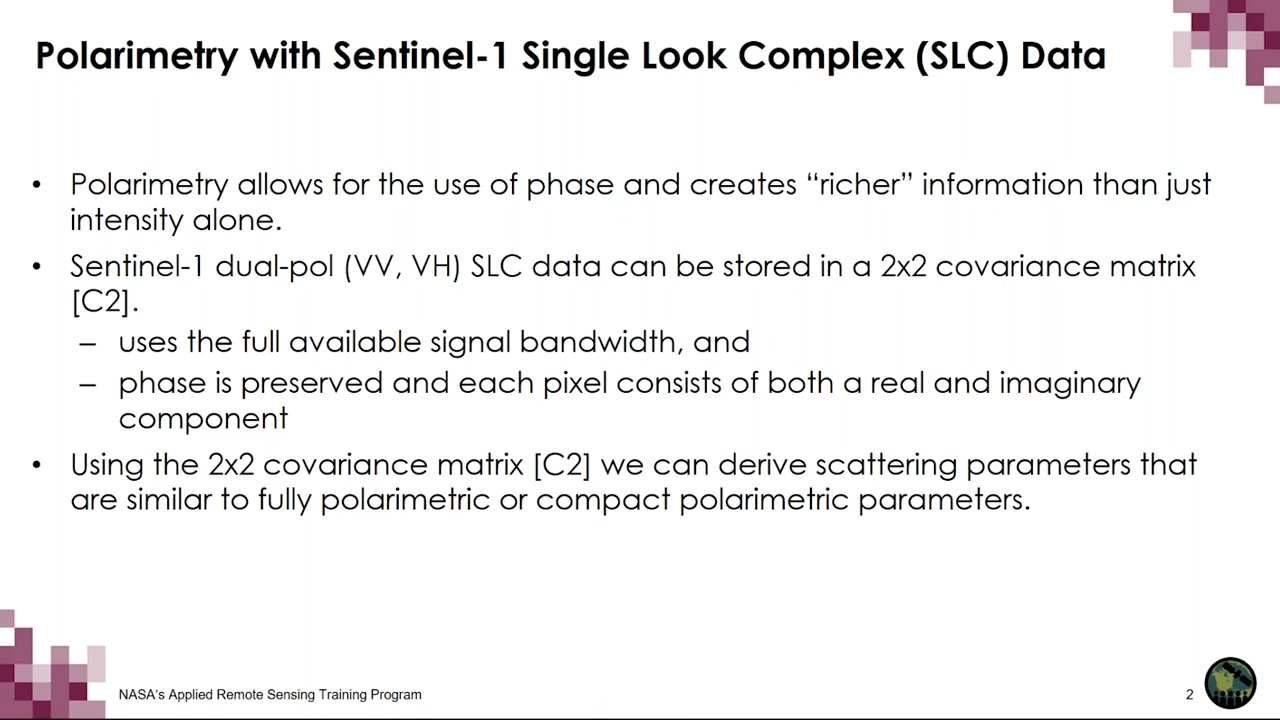 Polarimetry with Sentinel-1 Single Look Complex (SLC) Data
• Polarimetry allows for the use of phase and creates “richer” information than just
intensity alone.
• Sentinel-1 dual-pol (VV, VH) SLC data can be stored in a 2x2 covariance matrix
[C2].
– uses the full available signal bandwidth, and
– phase is preserved and each pixel consists of both a real and imaginary
component
• Using the 2x2 covariance matrix [C2] we can derive scattering parameters that
are similar to fully polarimetric or compact polarimetric parameters.
NASA’s Applied Remote Sensing Training Program
2